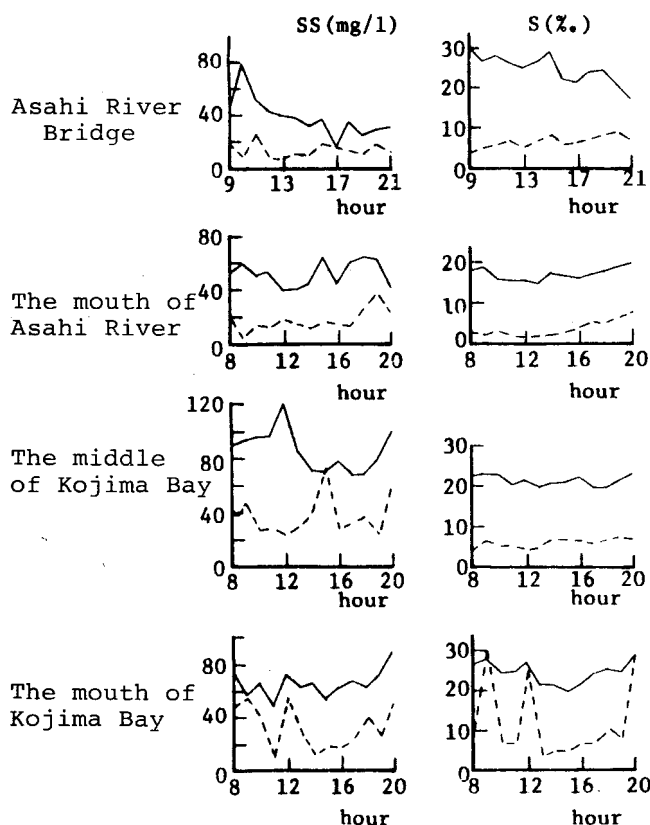 SS(mg/l) S(‰)
Asahi River
Bridge
80
40
0
9 13 17 21
hour
30
20
10
0
9 13 17 21
hour
The mouth of
Asahi River
80
40
0
8 12 16 20
hour
20
10
0
8 12 16 20
hour
The middle
of Kojima Bay
120
80
40
0
8 12 16 20
hour
30
20
10
0
8 12 16 20
hour
The mouth of
Kojima Bay
80
40
0
8 12 16 20
hour
30
20
10
0
8 12 16 20
hour